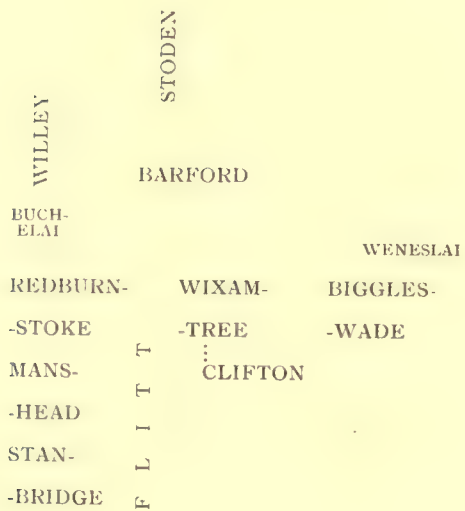 STODEN
WILLEY
BARFORD
BUCH-
ELAI
WENESLAI
REDBURN- WIXAM- BIGGLES-
-STOKE -TREE -WADE
MANS- CLIFTON
-HEAD
STAN-
-BRIDGE
FLITT